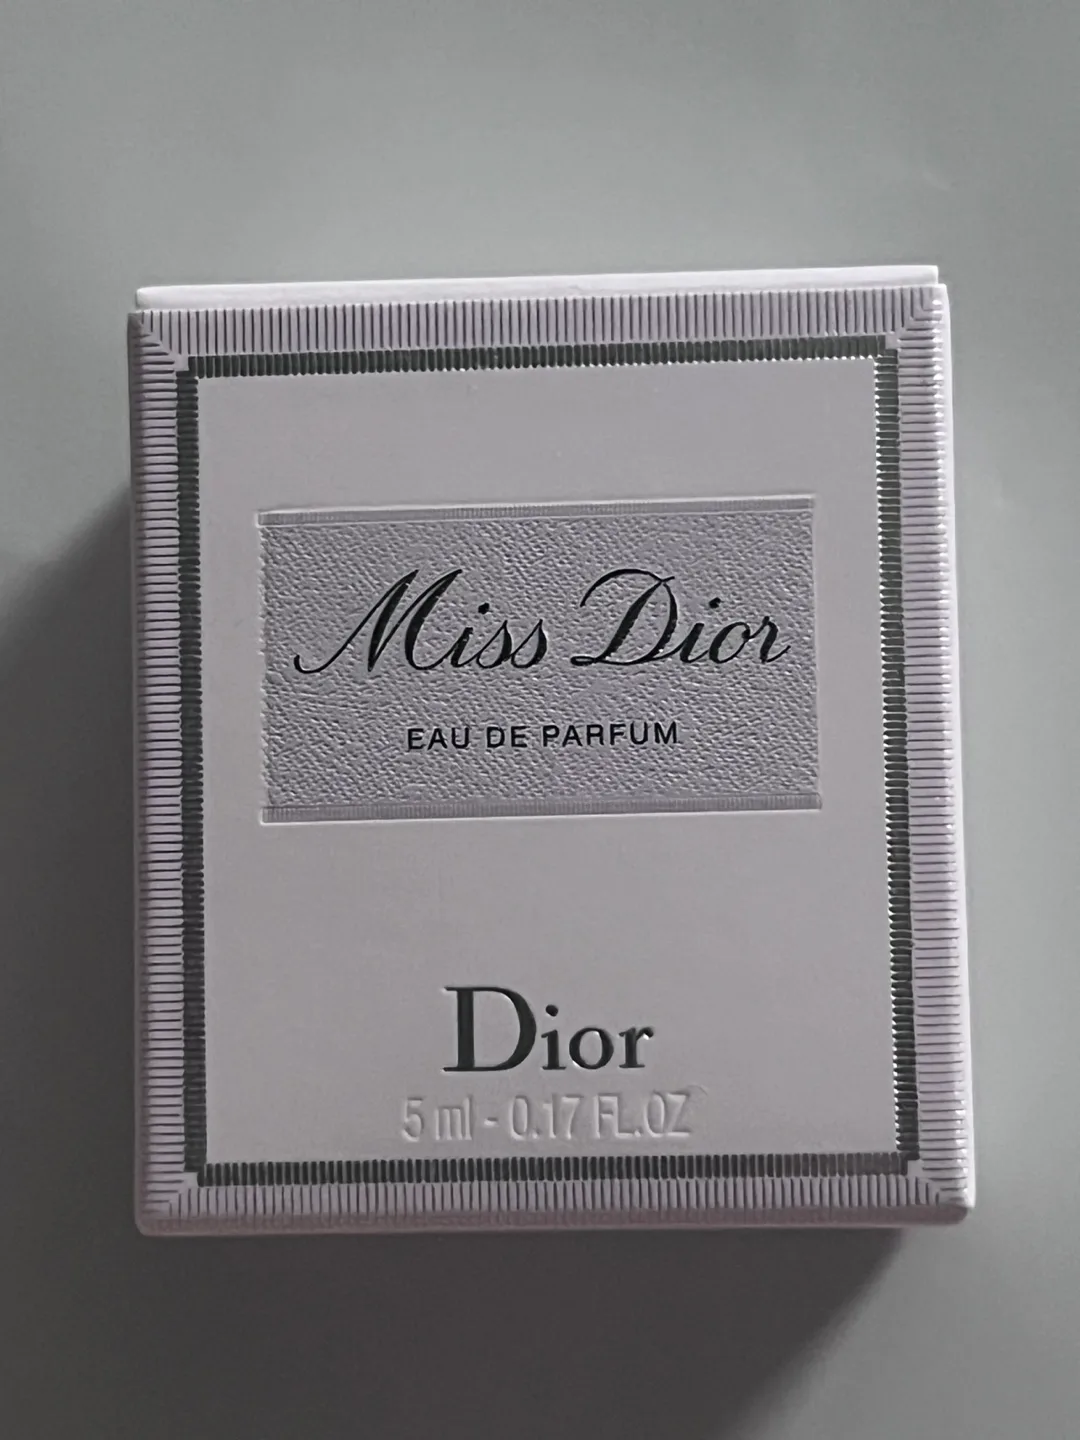 Miss Dior
EAU DE PARFUM
Dior
5 ml - 0.17 FL.OZ